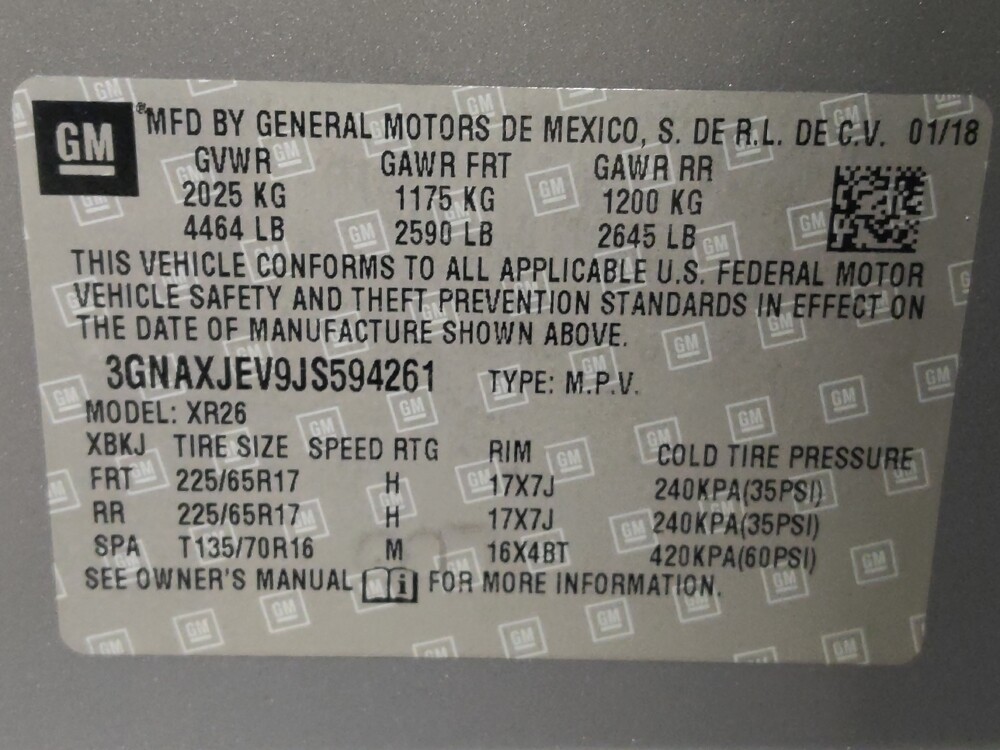 GM
®MFD BY GENERAL MOTORS DE MEXICO, S. DE R.L. DE C.V. 01/18
GVWR GAWR FRT GAWR RR
2025 KG 1175 KG 1200 KG
4464 LB 2590 LB 2645 LB
THIS VEHICLE CONFORMS TO ALL APPLICABLE U.S. FEDERAL MOTOR
VEHICLE SAFETY AND THEFT PREVENTION STANDARDS IN EFFECT ON
THE DATE OF MANUFACTURE SHOWN ABOVE.
3GNAXJEV9JS594261 TYPE: M.P.V.
MODEL: XR26
XBKJ TIRE SIZE SPEED RTG RIM COLD TIRE PRESSURE
FRT 225/65R17 H 17X7J 240KPA(35PSI)
RR 225/65R17 H 17X7J 240KPA(35PSI)
SPA T135/70R16 M 16X4BT 420KPA(60PSI)
SEE OWNER'S MANUAL i FOR MORE INFORMATION.